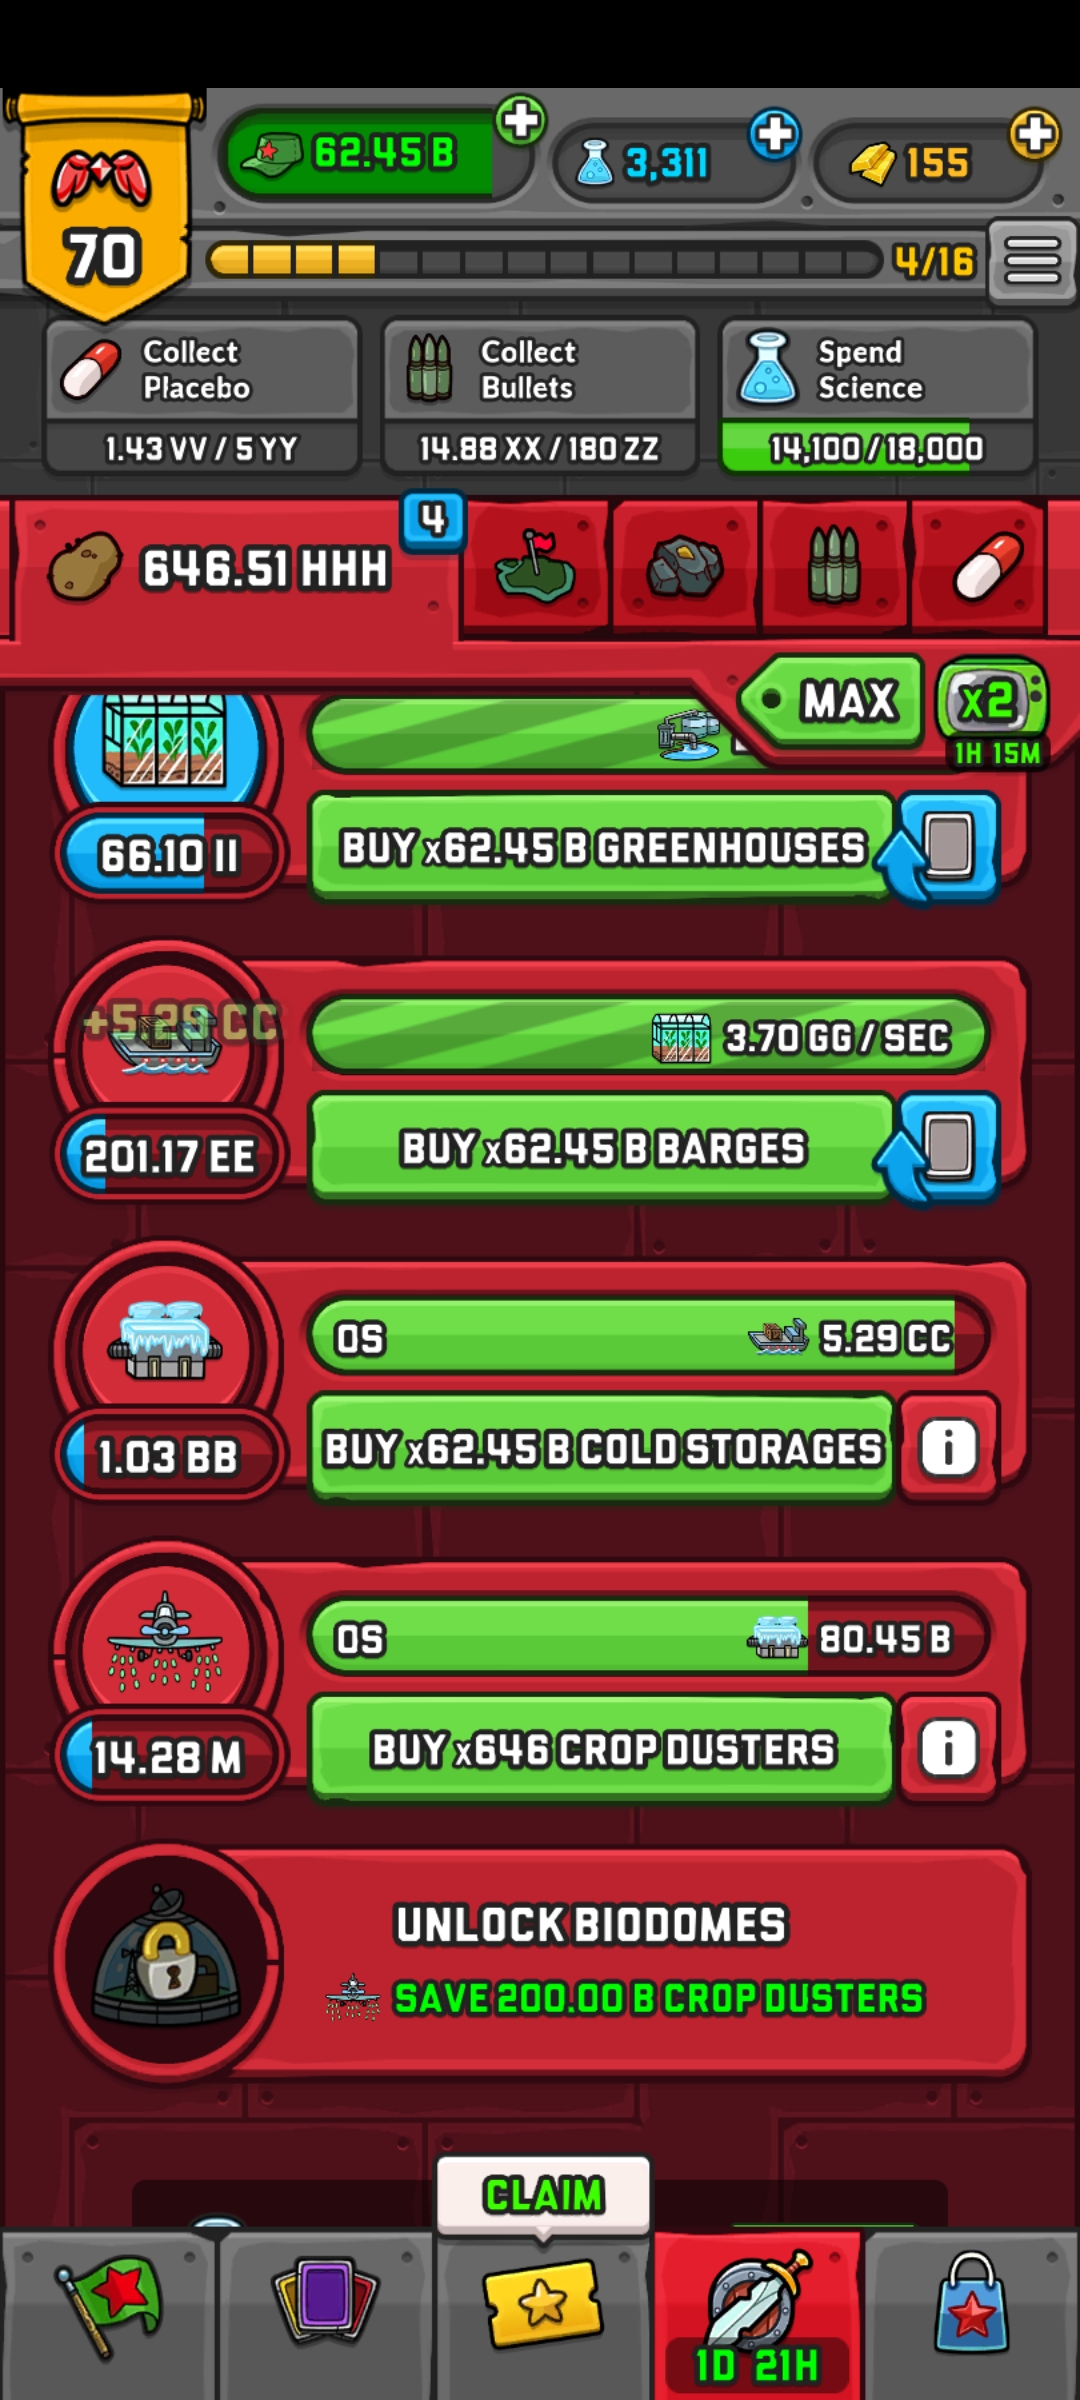 62.45 B
3,311
155
70
4/16
Collect
Placebo
1.43 VV / 5 YY
Collect
Bullets
14.88 XX / 180 ZZ
Spend
Science
14,100 / 18,000
646.51 HHH
4
MAX
x2
1H 15M
66.10 II
BUY x62.45 B GREENHOUSES
+5.29 CC
3.70 GG / SEC
201.17 EE
BUY x62.45 B BARGES
0S
5.29 CC
1.03 BB
BUY x62.45 B COLD STORAGES
i
0S
80.45 B
14.28 M
BUY x646 CROP DUSTERS
i
UNLOCK BIODOMES
SAVE 200.00 B CROP DUSTERS
CLAIM
1D 21H